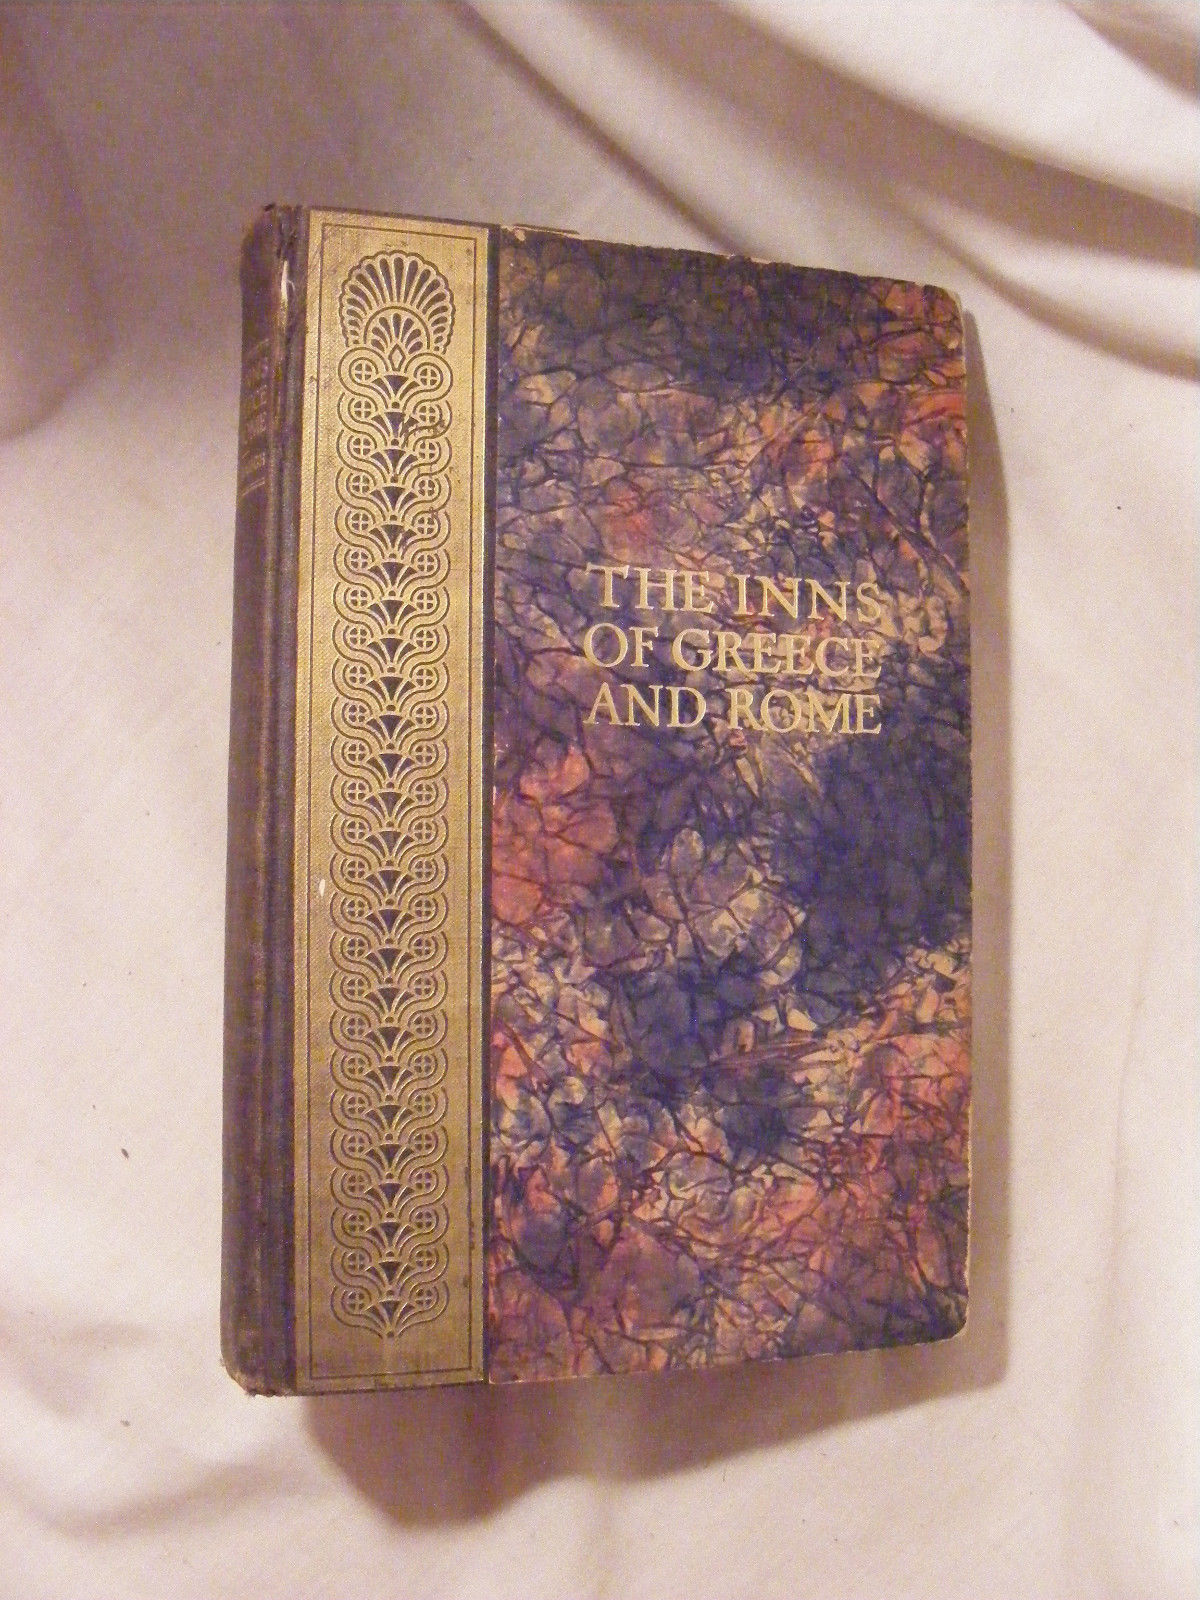 THE INNS
OF GREECE
AND ROME